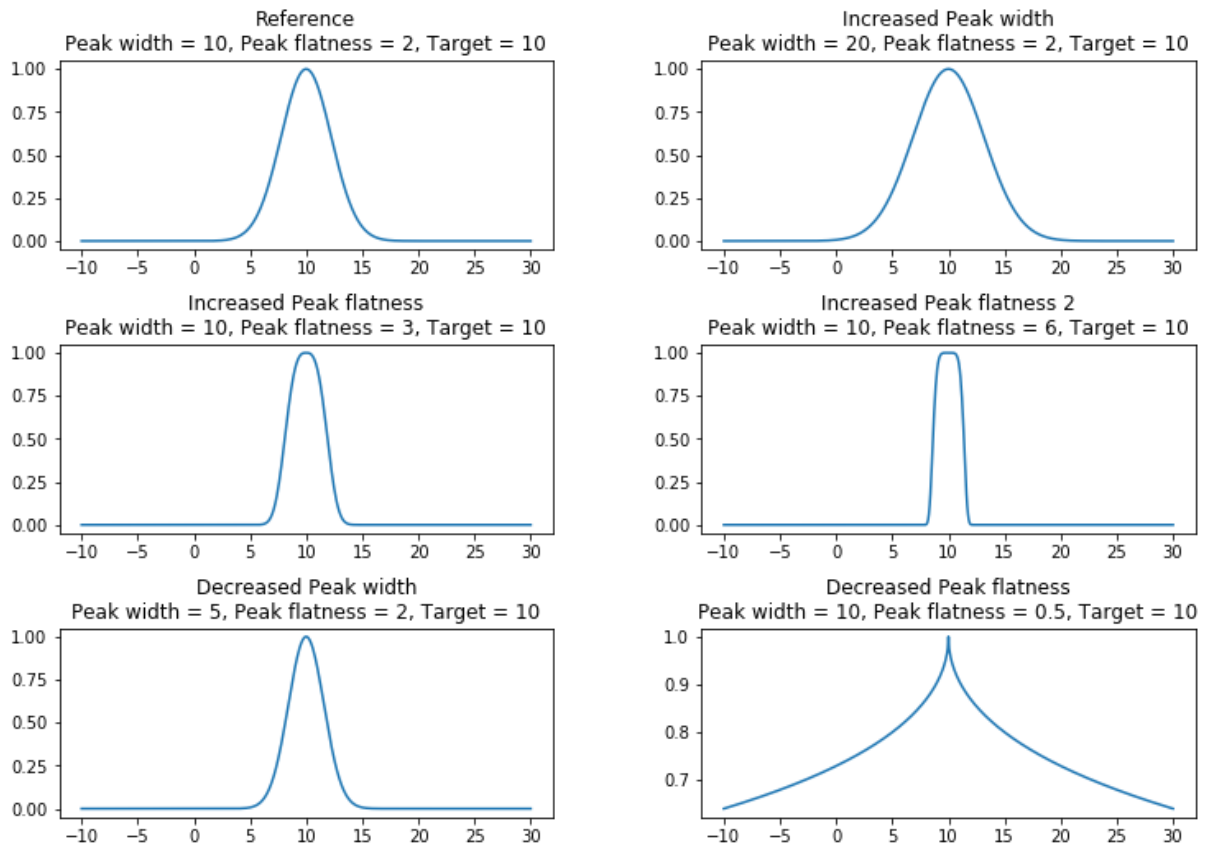 Reference
Peak width = 10, Peak flatness = 2, Target = 10
1.00
0.75
0.50
0.25
0.00
−10 −5 0 5 10 15 20 25 30
Increased Peak width
Peak width = 20, Peak flatness = 2, Target = 10
1.00
0.75
0.50
0.25
0.00
−10 −5 0 5 10 15 20 25 30
Increased Peak flatness
Peak width = 10, Peak flatness = 3, Target = 10
1.00
0.75
0.50
0.25
0.00
−10 −5 0 5 10 15 20 25 30
Increased Peak flatness 2
Peak width = 10, Peak flatness = 6, Target = 10
1.00
0.75
0.50
0.25
0.00
−10 −5 0 5 10 15 20 25 30
Decreased Peak width
Peak width = 5, Peak flatness = 2, Target = 10
1.00
0.75
0.50
0.25
0.00
−10 −5 0 5 10 15 20 25 30
Decreased Peak flatness
Peak width = 10, Peak flatness = 0.5, Target = 10
1.0
0.9
0.8
0.7
−10 −5 0 5 10 15 20 25 30